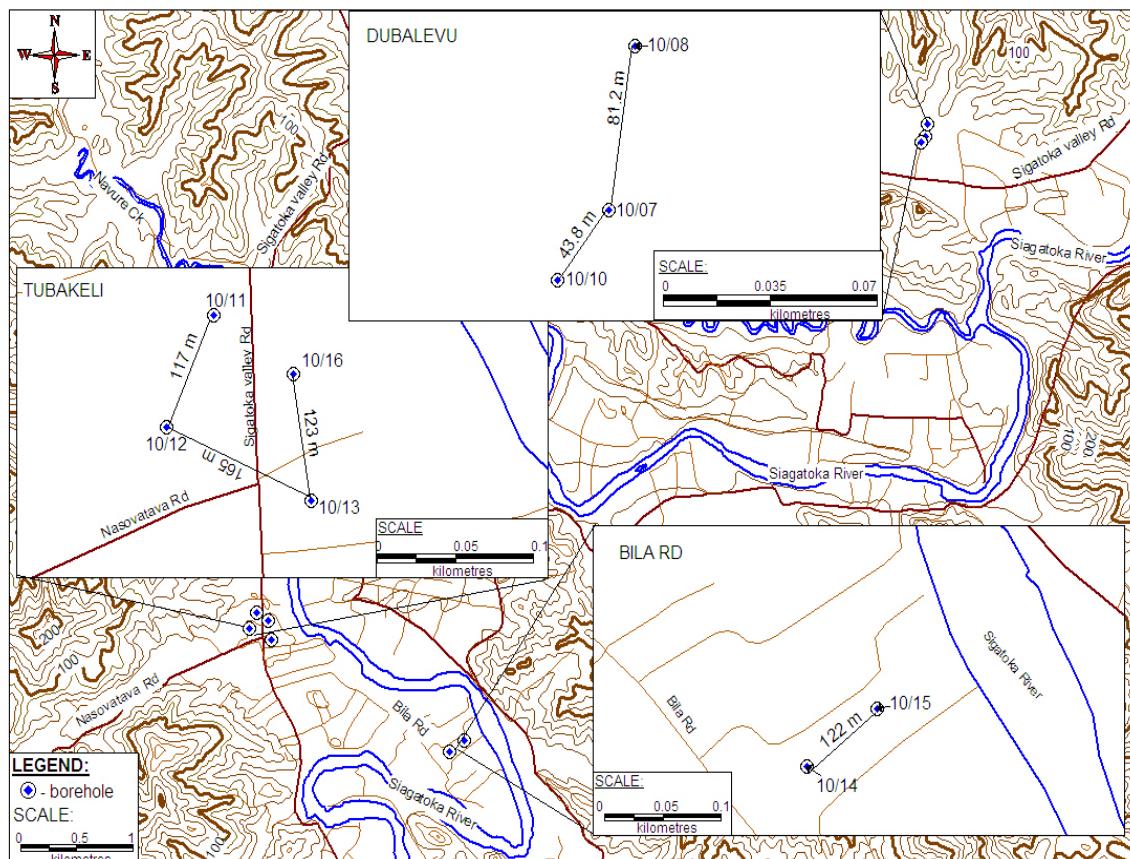 N
W E
S
DUBALEVU
10/08
81.2 m
10/07
43.8 m
10/10
SCALE:
0 0.035 0.07
kilometres
100
Sigatoka valley Rd
Siagatoka River
100
Navure Ck
Sigatoka valley Rd
TUBAKELI
10/11
117 m
Sigatoka valley Rd
10/16
123 m
10/12
165 m
10/13
Nasovatava Rd
SCALE
0 0.05 0.1
kilometres
100
200
Siagatoka River
BILA RD
Sigatoka River
Bila Rd
10/15
122 m
10/14
SCALE:
0 0.05 0.1
kilometres
200
100
Nasovatava Rd
Bila Rd
Siagatoka River
100
LEGEND:
- borehole
SCALE:
0 0.5 1
kilometres